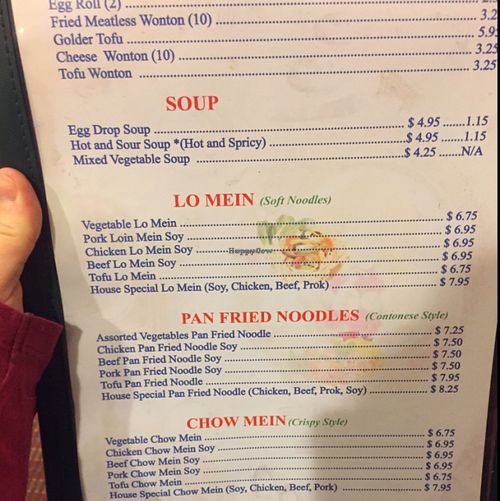 Egg Roll (2)
Fried Meatless Wonton (10) 3.2
Golder Tofu 5.9
Cheese Wonton (10) 3.25
Tofu Wonton 3.25
SOUP
Egg Drop Soup $ 4.95 .......1.15
Hot and Sour Soup *(Hot and Spricy) $ 4.95 .......1.15
Mixed Vegetable Soup $ 4.25 .......N/A
LO MEIN (Soft Noodles)
Vegetable Lo Mein $ 6.75
Pork Loin Mein Soy $ 6.95
Chicken Lo Mein Soy $ 6.95
Beef Lo Mein Soy $ 6.95
Tofu Lo Mein $ 6.75
House Special Lo Mein (Soy, Chicken, Beef, Prok) $ 7.95
HappyCow
PAN FRIED NOODLES (Contonese Style)
Assorted Vegetables Pan Fried Noodle $ 7.25
Chicken Pan Fried Noodle Soy $ 7.50
Beef Pan Fried Noodle Soy $ 7.50
Pork Pan Fried Noodle Soy $ 7.50
Tofu Pan Fried Noodle $ 7.95
House Special Pan Fried Noodle (Chicken, Beef, Prok, Soy) $ 8.25
CHOW MEIN (Crispy Style)
Vegetable Chow Mein $ 6.75
Chicken Chow Mein Soy $ 6.95
Beef Chow Mein Soy $ 6.95
Pork Chow Mein Soy $ 6.95
Tofu Chow Mein $ 6.75
House Special Chow Mein (Soy, Chicken, Beef, Pork) $ 7.95